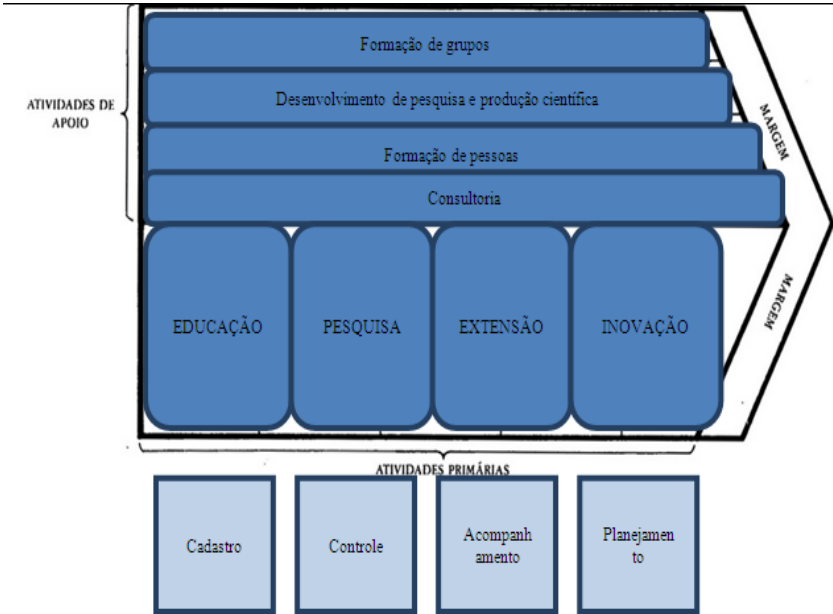 Formação de grupos
ATIVIDADES DE
APOIO
Desenvolvimento de pesquisa e produção científica
Formação de pessoas
Consultoria
MARGEM
MARGEM
EDUCAÇÃO
PESQUISA
EXTENSÃO
INOVAÇÃO
ATIVIDADES PRIMÁRIAS
Cadastro
Controle
Acompanh
amento
Planejamen
to